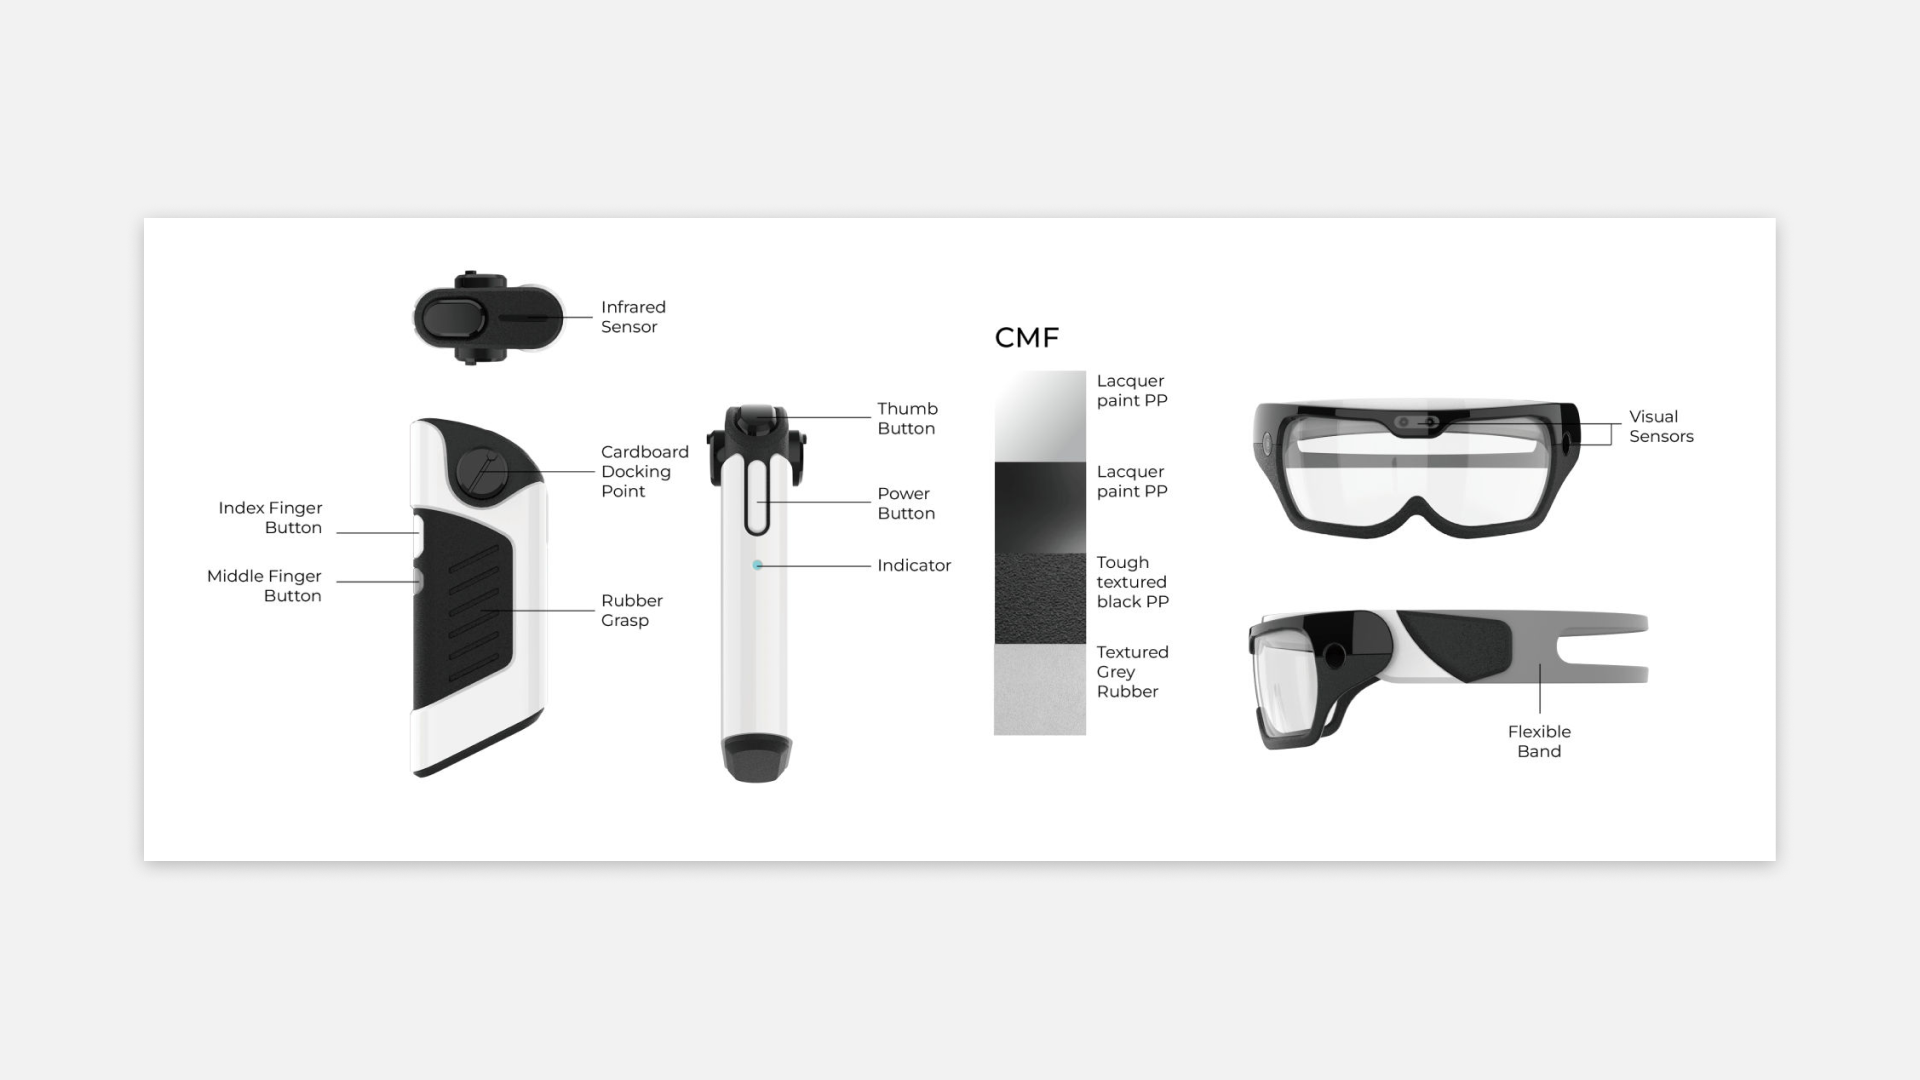 Infrared
Sensor
Cardboard
Docking
Point
Index Finger
Button
Middle Finger
Button
Rubber
Grasp
Thumb
Button
Power
Button
Indicator
CMF
Lacquer
paint PP
Lacquer
paint PP
Tough
textured
black PP
Textured
Grey
Rubber
Visual
Sensors
Flexible
Band